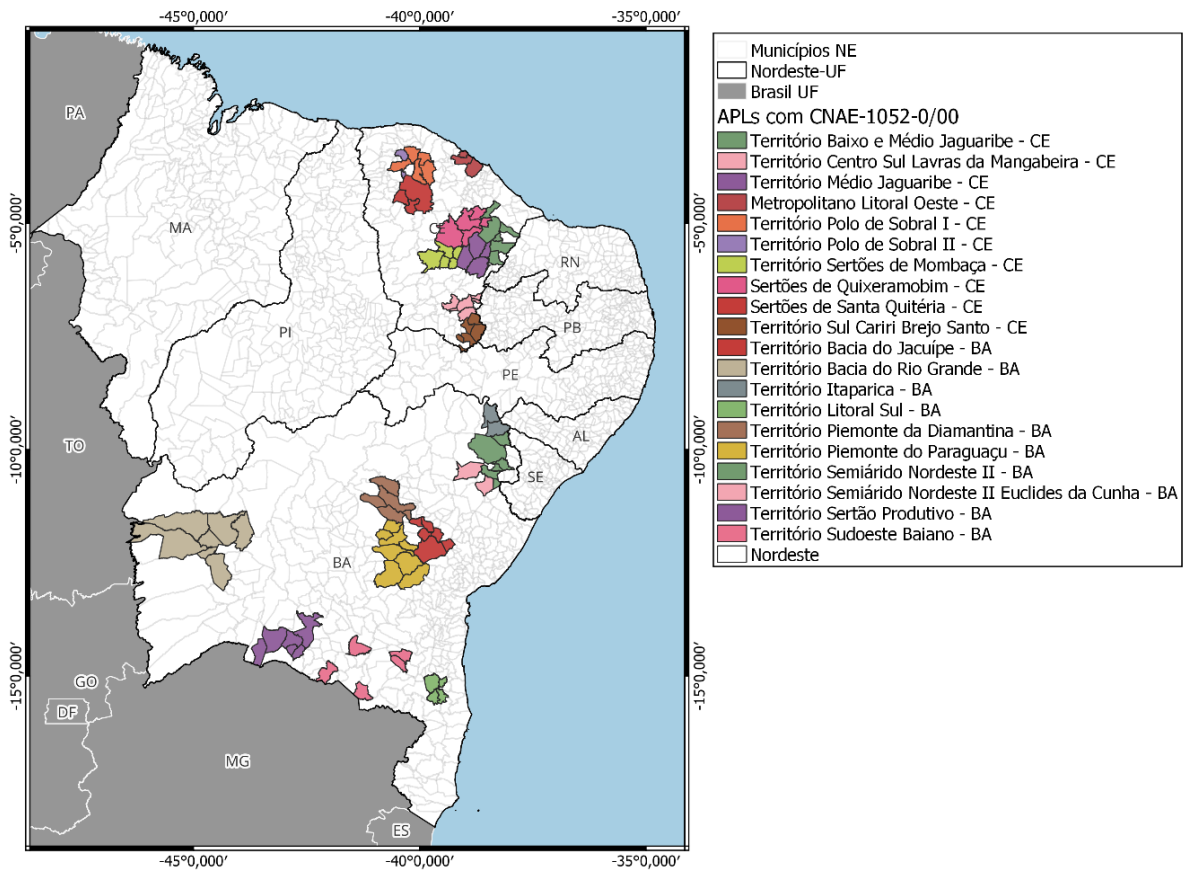 -45°0,000’ -40°0,000’ -35°0,000’
PA
MA
-5°0,000’ -5°0,000’
RN
PI
PB
PE
TO
AL
-10°0,000’ -10°0,000’
SE
BA
-15°0,000’ -15°0,000’
GO
DF
MG
ES
-45°0,000’ -40°0,000’ -35°0,000’
Municípios NE
Nordeste-UF
Brasil UF
APLs com CNAE-1052-0/00
Território Baixo e Médio Jaguaribe - CE
Território Centro Sul Lavras da Mangabeira - CE
Território Médio Jaguaribe - CE
Metropolitano Litoral Oeste - CE
Território Polo de Sobral I - CE
Território Polo de Sobral II - CE
Território Sertões de Mombaça - CE
Sertões de Quixeramobim - CE
Sertões de Santa Quitéria - CE
Território Sul Cariri Brejo Santo - CE
Território Bacia do Jacuípe - BA
Território Bacia do Rio Grande - BA
Território Itaparica - BA
Território Litoral Sul - BA
Território Piemonte da Diamantina - BA
Território Piemonte do Paraguaçu - BA
Território Semiárido Nordeste II - BA
Território Semiárido Nordeste II Euclides da Cunha - BA
Território Sertão Produtivo - BA
Território Sudoeste Baiano - BA
Nordeste